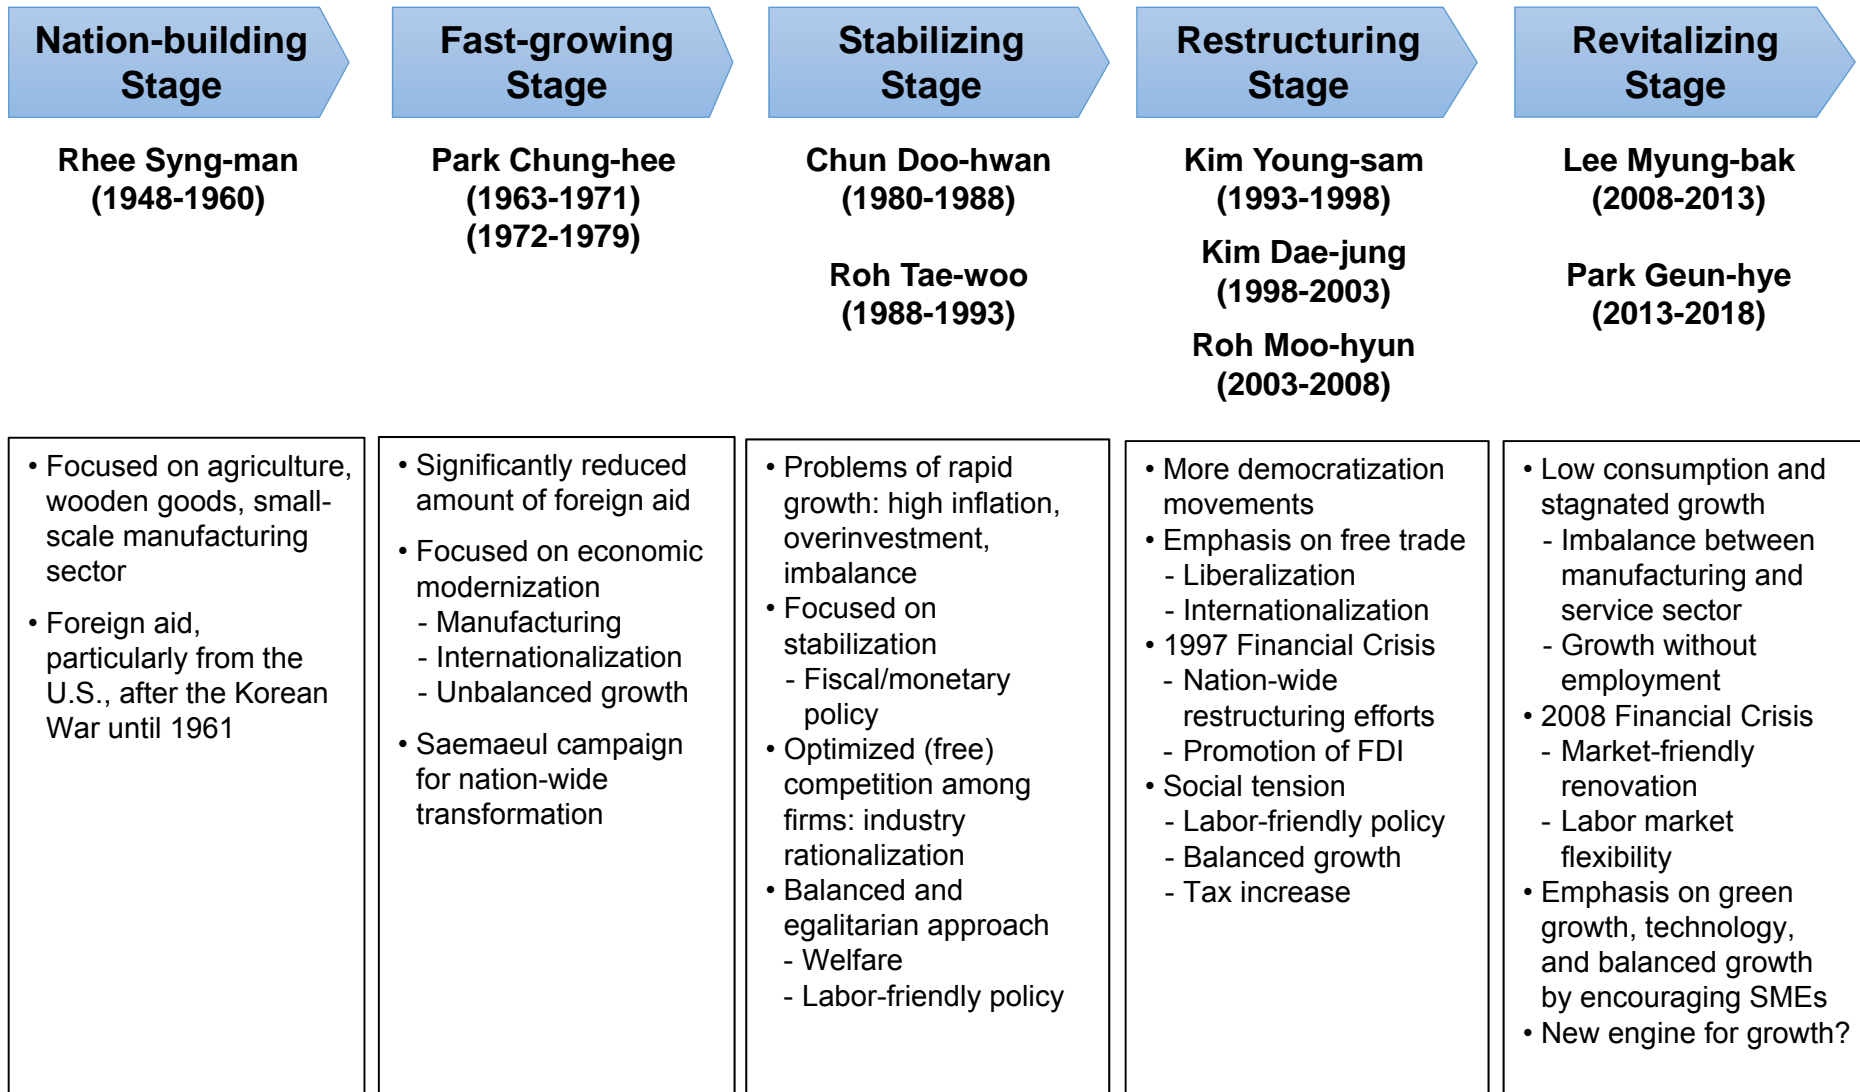 Nation-building
Stage
Fast-growing
Stage
Stabilizing
Stage
Restructuring
Stage
Revitalizing
Stage
Rhee Syng-man
(1948-1960)
Park Chung-hee
(1963-1971)
(1972-1979)
Chun Doo-hwan
(1980-1988)
Roh Tae-woo
(1988-1993)
Kim Young-sam
(1993-1998)
Kim Dae-jung
(1998-2003)
Roh Moo-hyun
(2003-2008)
Lee Myung-bak
(2008-2013)
Park Geun-hye
(2013-2018)
• Focused on agriculture,
wooden goods, small-
scale manufacturing
sector
• Foreign aid,
particularly from the
U.S., after the Korean
War until 1961
• Significantly reduced
amount of foreign aid
• Focused on economic
modernization
- Manufacturing
- Internationalization
- Unbalanced growth
• Saemaeul campaign
for nation-wide
transformation
• Problems of rapid
growth: high inflation,
overinvestment,
imbalance
• Focused on
stabilization
- Fiscal/monetary
policy
• Optimized (free)
competition among
firms: industry
rationalization
• Balanced and
egalitarian approach
- Welfare
- Labor-friendly policy
• More democratization
movements
• Emphasis on free trade
- Liberalization
- Internationalization
• 1997 Financial Crisis
- Nation-wide
restructuring efforts
- Promotion of FDI
• Social tension
- Labor-friendly policy
- Balanced growth
- Tax increase
• Low consumption and
stagnated growth
- Imbalance between
manufacturing and
service sector
- Growth without
employment
• 2008 Financial Crisis
- Market-friendly
renovation
- Labor market
flexibility
• Emphasis on green
growth, technology,
and balanced growth
by encouraging SMEs
• New engine for growth?